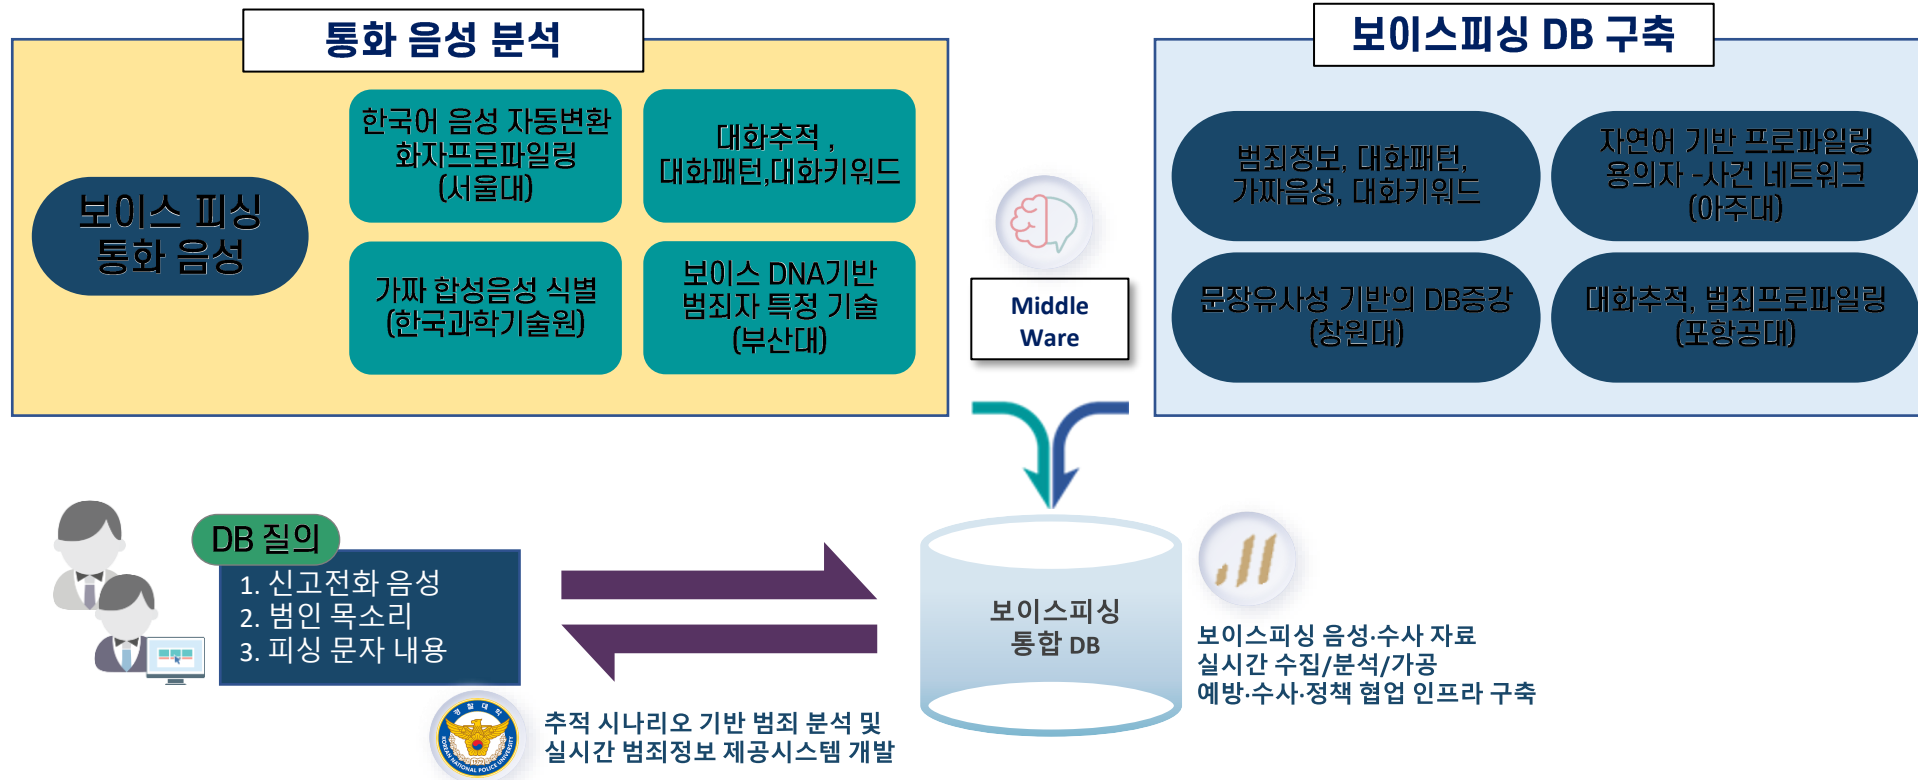 통화 음성 분석
보이스 피싱
통화 음성
한국어 음성 자동변환
화자프로파일링
(서울대)
대화추적 ,
대화패턴,대화키워드
가짜 합성음성 식별
(한국과학기술원)
보이스 DNA기반
범죄자 특정 기술
(부산대)
Middle
Ware
보이스피싱 DB 구축
범죄정보, 대화패턴,
가짜음성, 대화키워드
자연어 기반 프로파일링
용의자 -사건 네트워크
(아주대)
문장유사성 기반의 DB증강
(창원대)
대화추적, 범죄프로파일링
(포항공대)
DB 질의
1. 신고전화 음성
2. 범인 목소리
3. 피싱 문자 내용
보이스피싱
통합 DB
보이스피싱 음성·수사 자료
실시간 수집/분석/가공
예방·수사·정책 협업 인프라 구축
경찰대학
KOREAN NATIONAL POLICE UNIVERSITY
추적 시나리오 기반 범죄 분석 및
실시간 범죄정보 제공시스템 개발